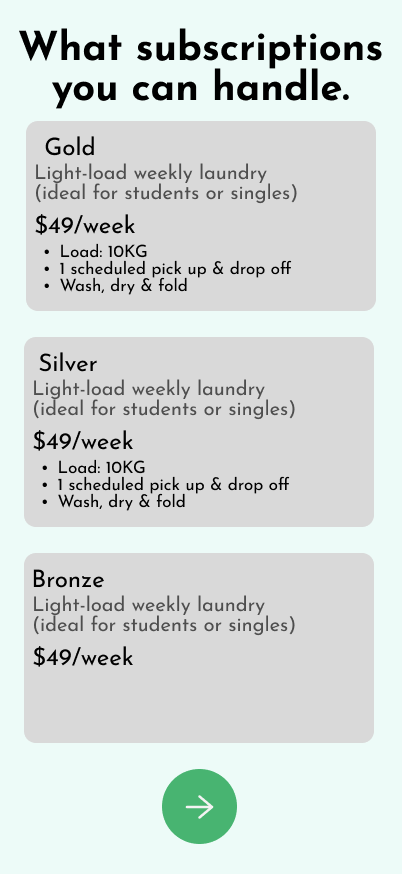 What subscriptions
you can handle.
Gold
Light-load weekly laundry
(ideal for students or singles)
$49/week
• Load: 10KG
• 1 scheduled pick up & drop off
• Wash, dry & fold
Silver
Light-load weekly laundry
(ideal for students or singles)
$49/week
• Load: 10KG
• 1 scheduled pick up & drop off
• Wash, dry & fold
Bronze
Light-load weekly laundry
(ideal for students or singles)
$49/week